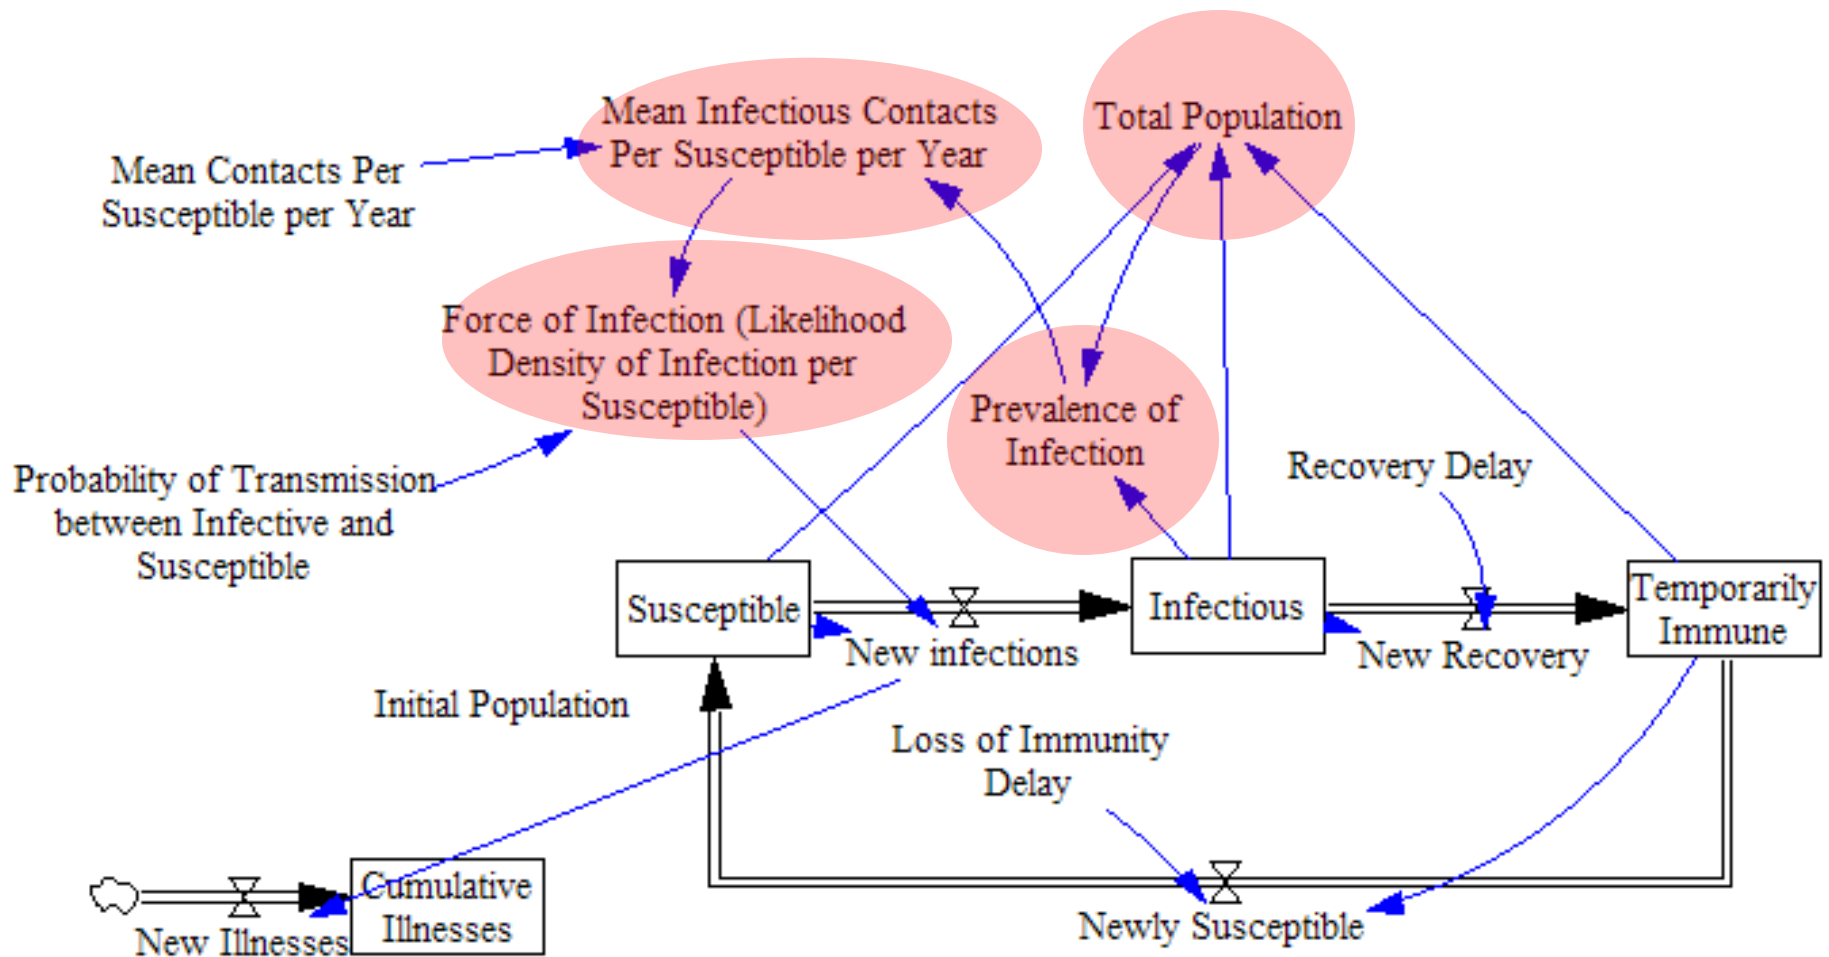 Mean Infectious Contacts
Per Susceptible per Year
Total Population
Mean Contacts Per
Susceptible per Year
Force of Infection (Likelihood
Density of Infection per
Susceptible)
Prevalence of
Infection
Recovery Delay
Probability of Transmission
between Infective and
Susceptible
Susceptible
Infectious
Temporarily
Immune
New infections
New Recovery
Initial Population
Loss of Immunity
Delay
Cumulative
Illnesses
New Illnesses
Newly Susceptible